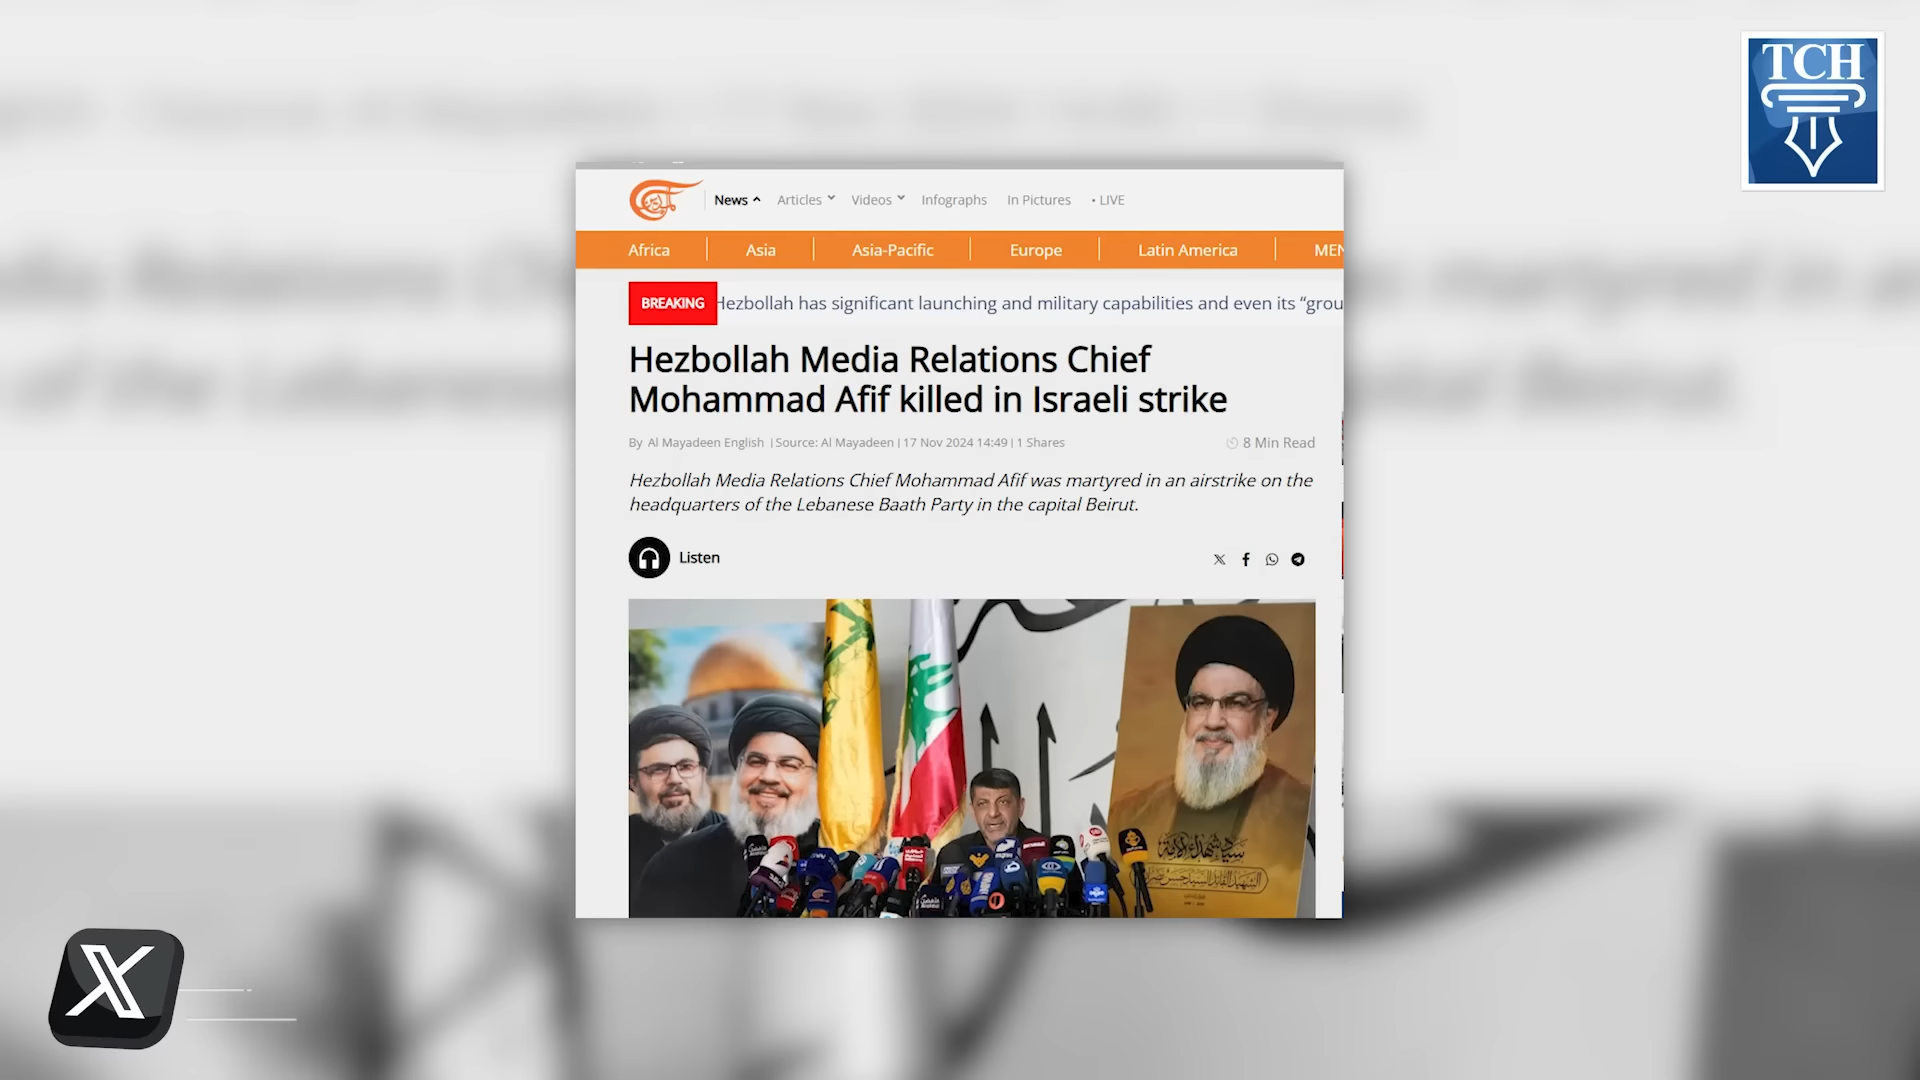 TCH
News
Articles
Videos
Infographs
In Pictures
• LIVE
Africa
Asia
Asia-Pacific
Europe
Latin America
MEN
BREAKING
Hezbollah has significant launching and military capabilities and even its “grou
Hezbollah Media Relations Chief
Mohammad Afif killed in Israeli strike
By Al Mayadeen English | Source: Al Mayadeen | 17 Nov 2024 14:49 | 1 Shares
8 Min Read
Hezbollah Media Relations Chief Mohammad Afif was martyred in an airstrike on the
headquarters of the Lebanese Baath Party in the capital Beirut.
Listen
سيد شهداء الأمة